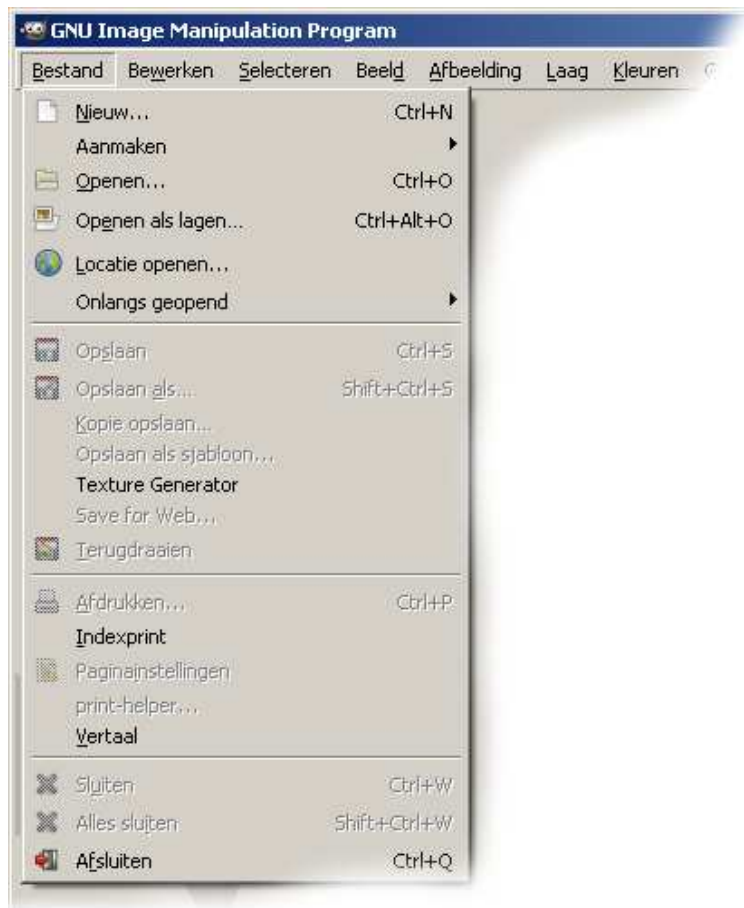 GNU Image Manipulation Program
Bestand Bewerken Selecteren Beeld Afbeelding Laag Kleuren
Nieuw... Ctrl+N
Aanmaken
Openen... Ctrl+O
Openen als lagen... Ctrl+Alt+O
Locatie openen...
Onlangs geopend
Opslaan Ctrl+S
Opslaan als... Shift+Ctrl+S
Kopie opslaan...
Opslaan als sjabloon...
Texture Generator
Save for Web...
Terugdraaien
Afdrukken... Ctrl+P
Indexprint
Paginainstellingen
print-helper...
Vertaal
Sluiten Ctrl+W
Alles sluiten Shift+Ctrl+W
Afsluiten Ctrl+Q